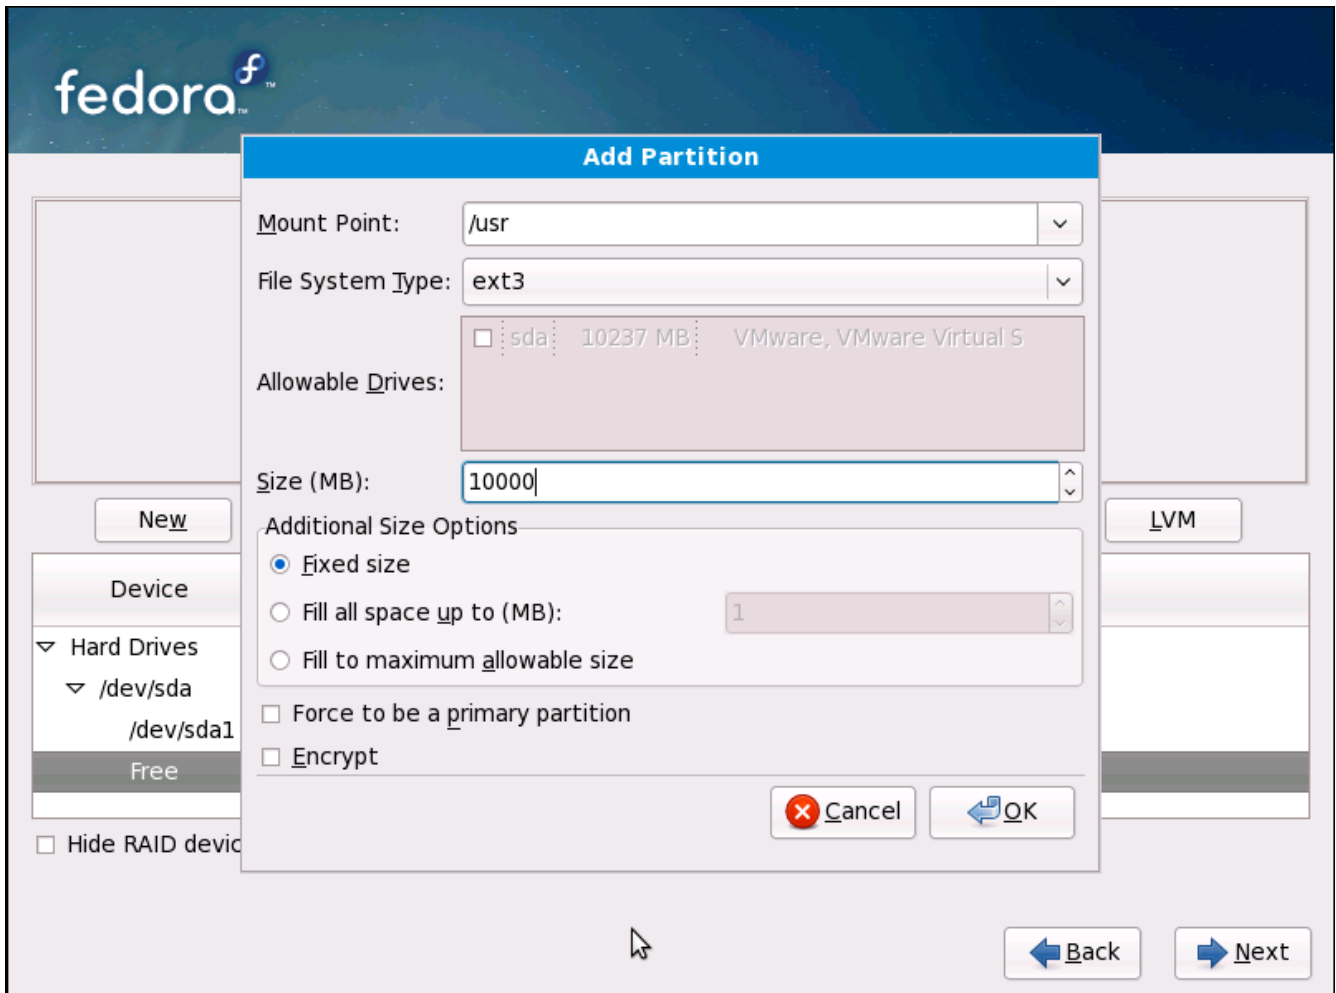 fedora™
Add Partition
Mount Point: /usr
File System Type: ext3
sda 10237 MB VMware, VMware Virtual S
Allowable Drives:
Size (MB): 10000
New
LVM
Additional Size Options
Fixed size
Fill all space up to (MB): 1
Fill to maximum allowable size
Device
Hard Drives
/dev/sda
/dev/sda1
Free
Force to be a primary partition
Encrypt
Cancel
OK
Hide RAID devic
Back
Next